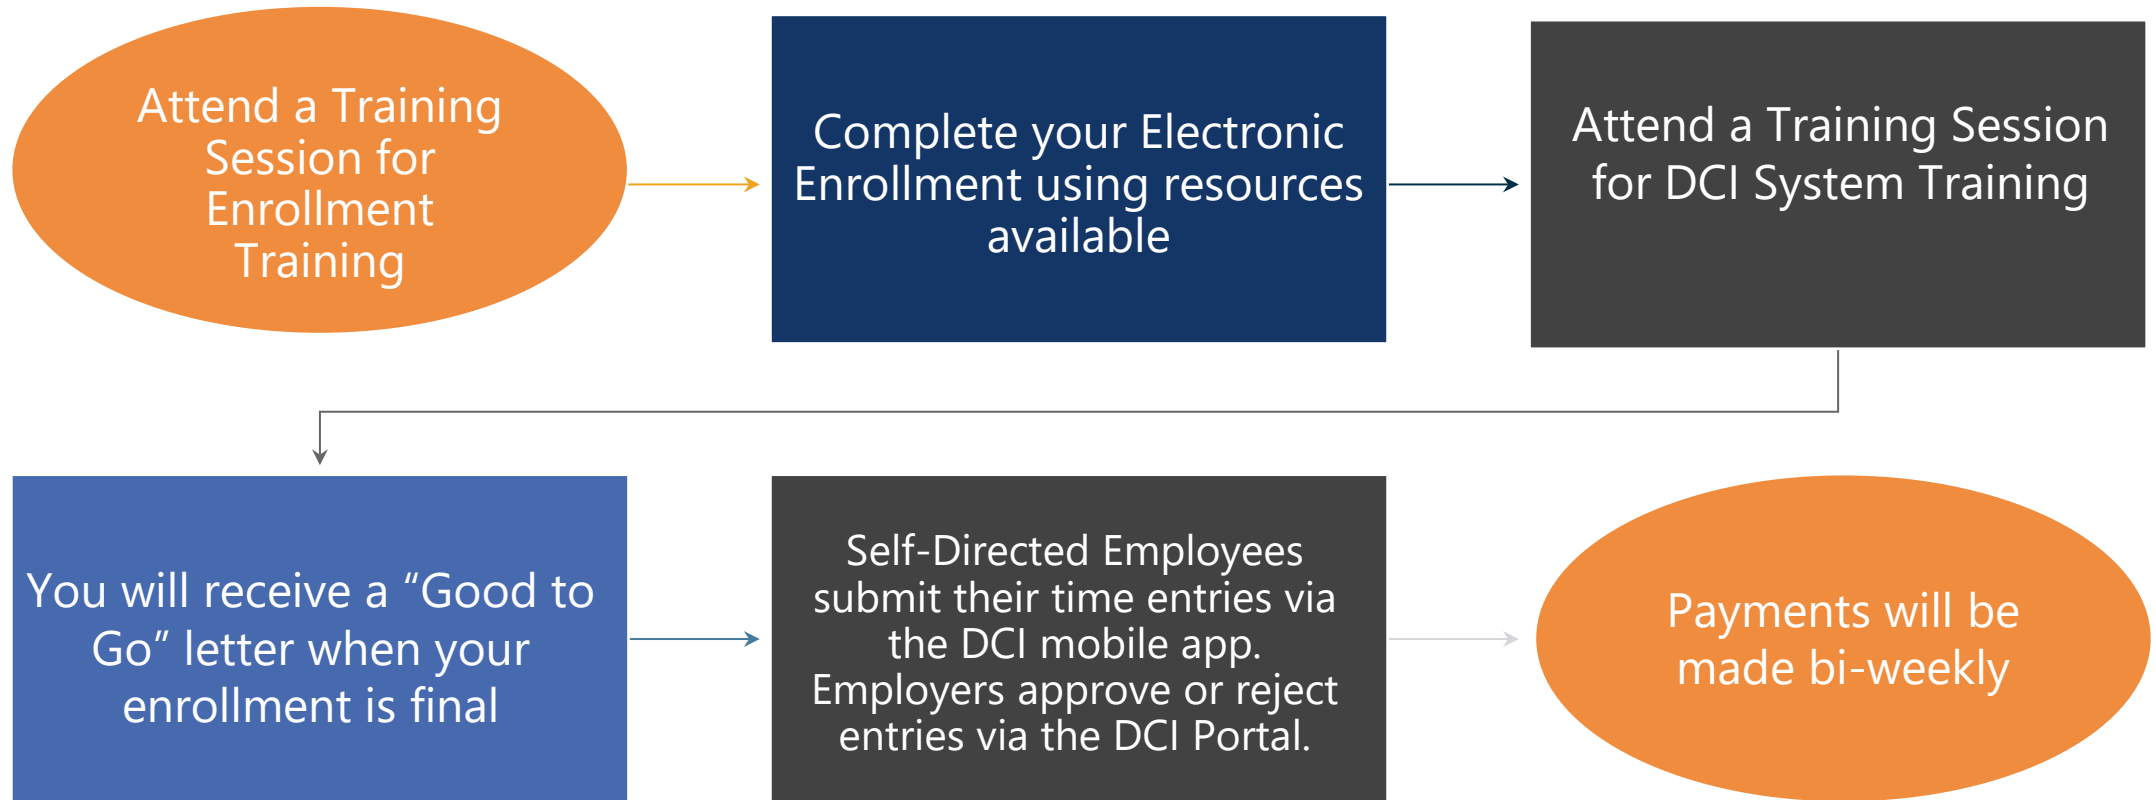 Attend a Training
Session for
Enrollment
Training
Complete your Electronic
Enrollment using resources
available
Attend a Training Session
for DCI System Training
You will receive a “Good to
Go” letter when your
enrollment is final
Self-Directed Employees
submit their time entries via
the DCI mobile app.
Employers approve or reject
entries via the DCI Portal.
Payments will be
made bi-weekly